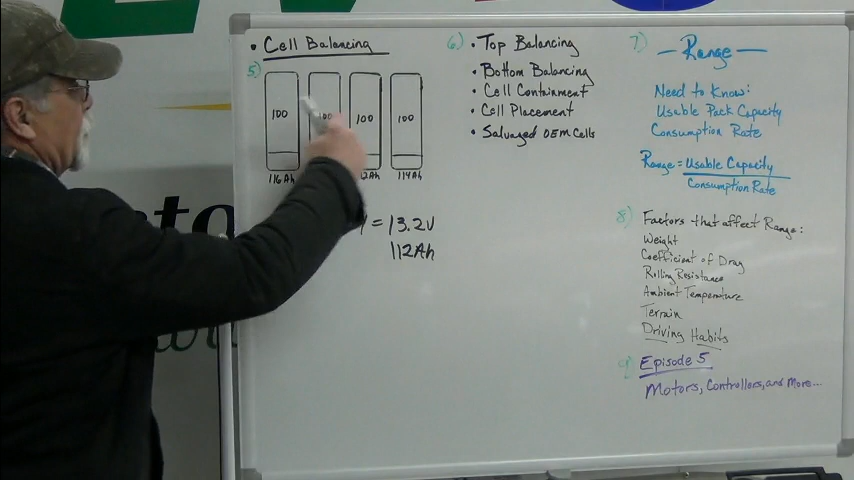 • Cell Balancing
5)
100 100 100 100
116Ah 114Ah
= 13.2V
112Ah
6) • Top Balancing
• Bottom Balancing
• Cell Containment
• Cell Placement
• Salvaged OEM Cells
7) — Range —
Need to Know:
Usable Pack Capacity
Consumption Rate
Range = Usable Capacity
Consumption Rate
8) Factors that affect Range:
Weight
Coefficient of Drag
Rolling Resistance
Ambient Temperature
Terrain
Driving Habits
9) Episode 5
Motors, Controllers, and More...